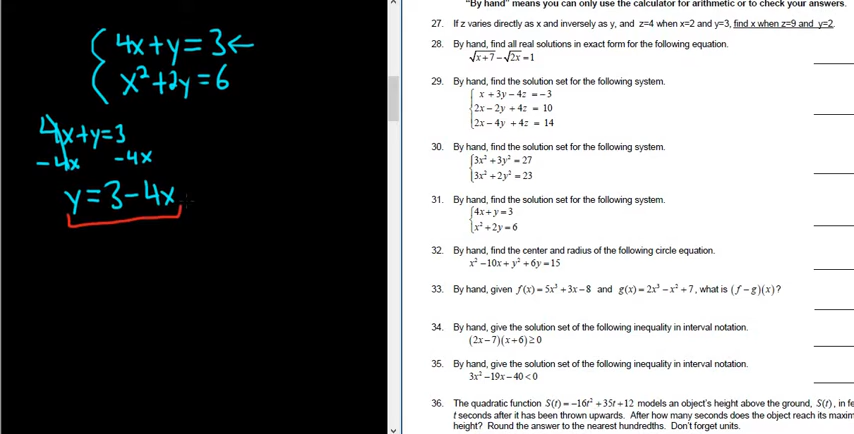 4x+y=3←
x²+2y=6
4x+y=3
-4x -4x
y=3-4x
"By hand" means you can only use the calculator for arithmetic or to check your answers.
27. If z varies directly as x and inversely as y, and z=4 when x=2 and y=3, find x when z=9 and y=2.
28. By hand, find all real solutions in exact form for the following equation.
√x+7-√2x=1
29. By hand, find the solution set for the following system.
x+3y-4z=-3
2x-2y+4z=10
2x-4y+4z=14
30. By hand, find the solution set for the following system.
3x²+3y²=27
3x²+2y²=23
31. By hand, find the solution set for the following system.
4x+y=3
x²+2y=6
32. By hand, find the center and radius of the following circle equation.
x²-10x+y²+6y=15
33. By hand, given f(x)=5x³+3x-8 and g(x)=2x³-x²+7, what is (f-g)(x)?
34. By hand, give the solution set of the following inequality in interval notation.
(2x-7)(x+6)≥0
35. By hand, give the solution set of the following inequality in interval notation.
3x²-19x-40<0
36. The quadratic function S(t)=-16t²+35t+12 models an object's height above the ground, S(t), in fe
t seconds after it has been thrown upwards. After how many seconds does the object reach its maxim
height? Round the answer to the nearest hundredths. Don't forget units.